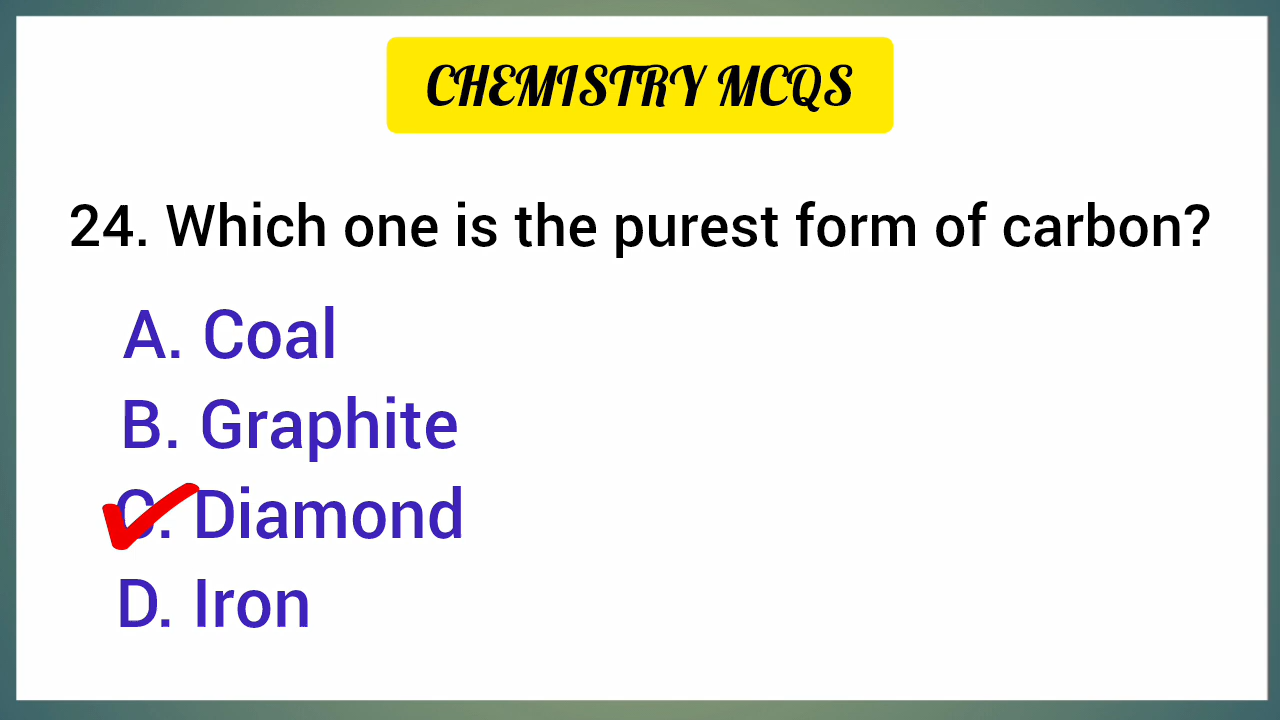 CHEMISTRY MCQS
24. Which one is the purest form of carbon?
A. Coal
B. Graphite
C. Diamond
D. Iron